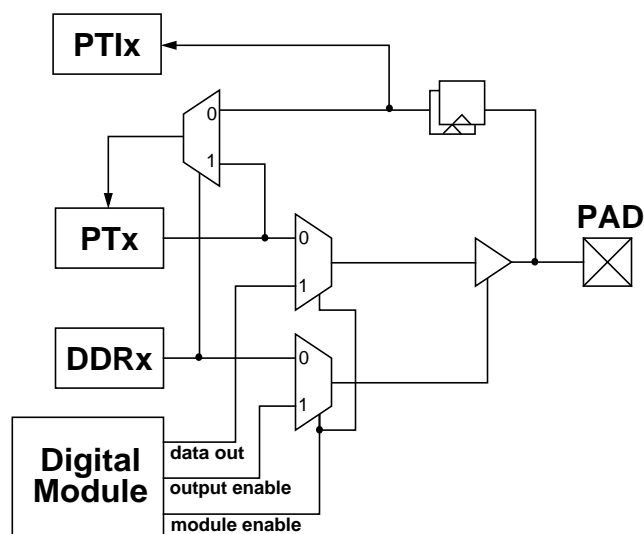 PTIx
0
1
PAD
PTx
0
1
DDRx
0
1
Digital
Module
data out
output enable
module enable